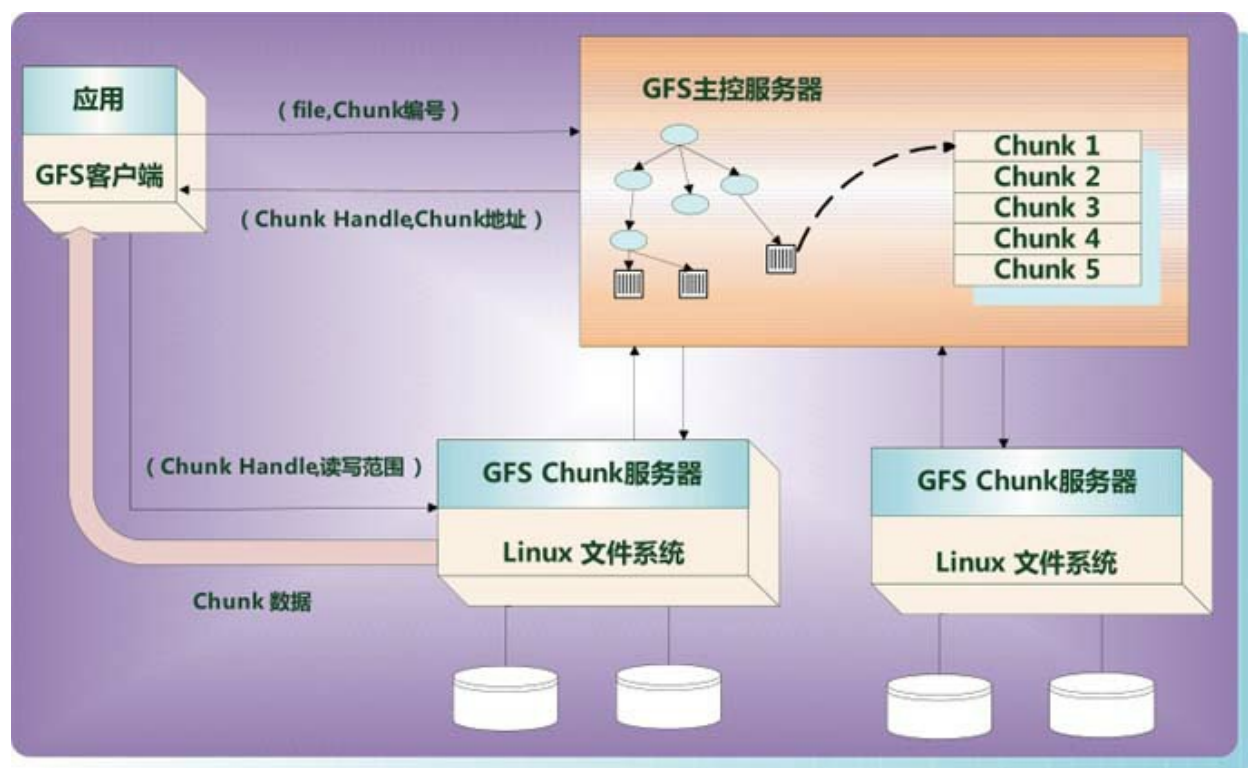 应用
GFS客户端
（file,Chunk编号）
（Chunk Handle,Chunk地址）
GFS主控服务器
Chunk 1
Chunk 2
Chunk 3
Chunk 4
Chunk 5
（Chunk Handle,读写范围）
GFS Chunk服务器
Linux 文件系统
GFS Chunk服务器
Linux 文件系统
Chunk 数据